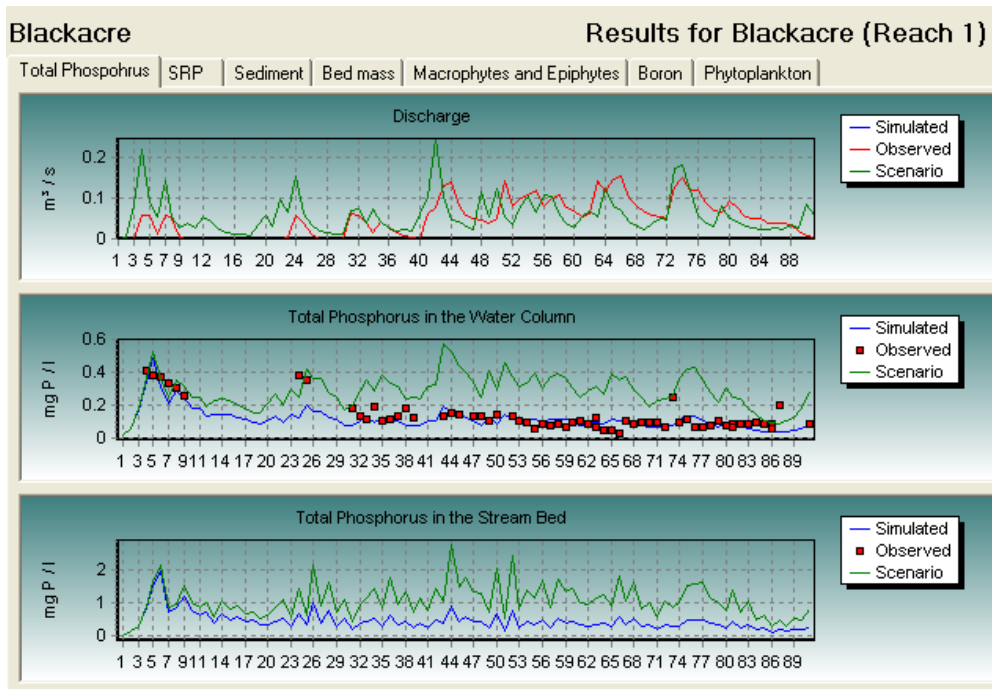 Blackacre
Results for Blackacre (Reach 1)
Total Phospohrus SRP Sediment Bed mass Macrophytes and Epiphytes Boron Phytoplankton
Discharge
m³ / s
0.2
0.1
0
1 3 5 7 9 12 16 20 24 28 32 36 40 44 48 52 56 60 64 68 72 76 80 84 88
Simulated
Observed
Scenario
Total Phosphorus in the Water Column
mg P / l
0.6
0.4
0.2
0
1 3 5 7 9 11 14 17 20 23 26 29 32 35 38 41 44 47 50 53 56 59 62 65 68 71 74 77 80 83 86 89
Simulated
Observed
Scenario
Total Phosphorus in the Stream Bed
mg P / l
2
1
0
1 3 5 7 9 11 14 17 20 23 26 29 32 35 38 41 44 47 50 53 56 59 62 65 68 71 74 77 80 83 86 89
Simulated
Observed
Scenario